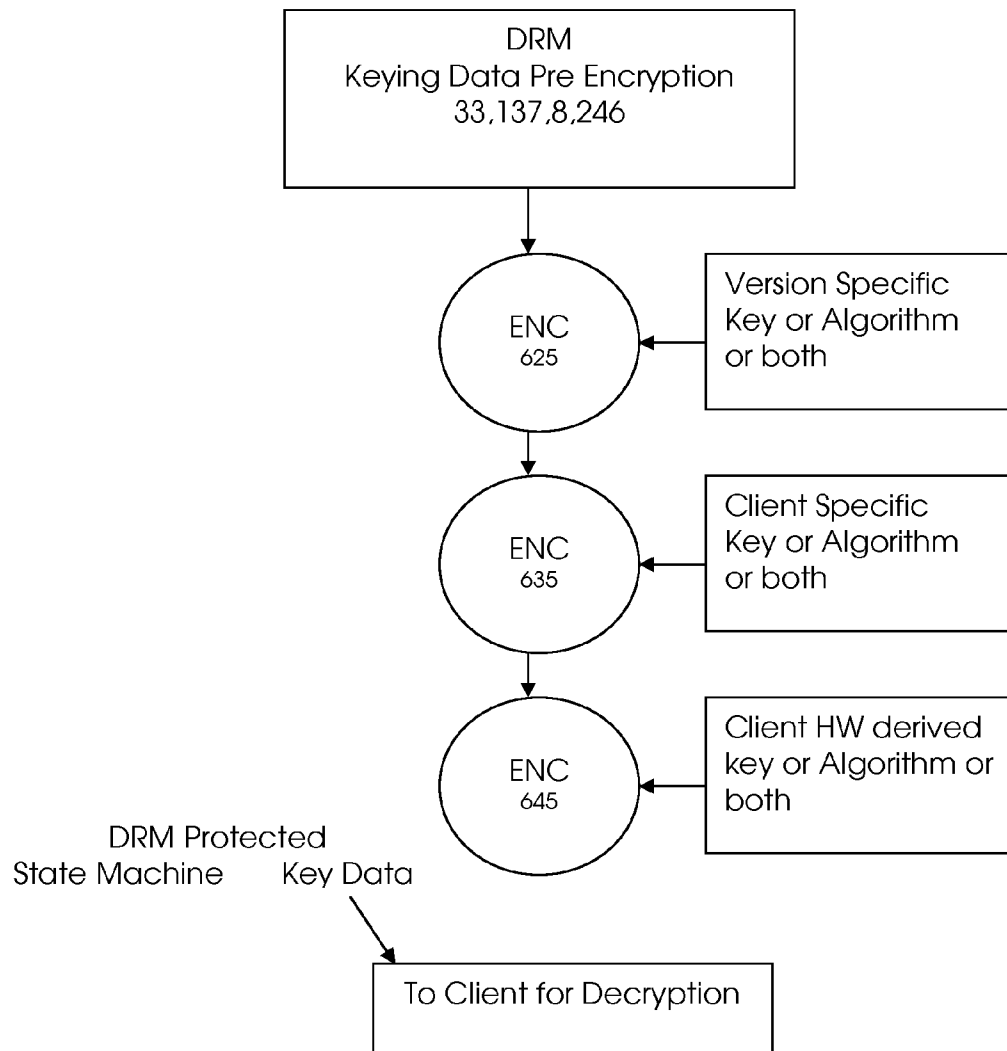 DRM
Keying Data Pre Encryption
33,137,8,246
ENC
625
Version Specific
Key or Algorithm
or both
ENC
635
Client Specific
Key or Algorithm
or both
ENC
645
Client HW derived
key or Algorithm or
both
DRM Protected
State Machine Key Data
To Client for Decryption